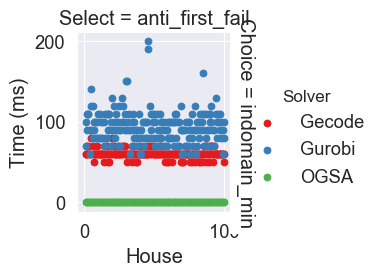 Select = anti_first_fail
Choice = indomain_min
200
100
0
Time (ms)
0
100
House
Solver
Gecode
Gurobi
OGSA